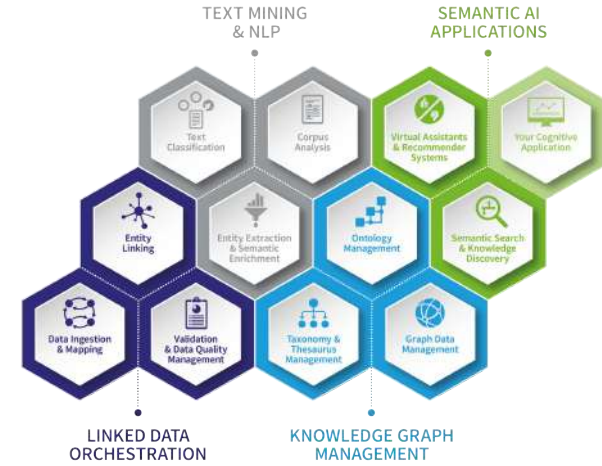 TEXT MINING
& NLP
SEMANTIC AI
APPLICATIONS
Text
Classification
Corpus
Analysis
Virtual Assistants
& Recommender
Systems
Your Cognitive
Application
Entity
Linking
Entity Extraction
& Semantic
Enrichment
Ontology
Management
Semantic Search
& Knowledge
Discovery
Data Ingestion
& Mapping
Validation
& Data Quality
Management
Taxonomy &
Thesaurus
Management
Graph Data
Management
LINKED DATA
ORCHESTRATION
KNOWLEDGE GRAPH
MANAGEMENT